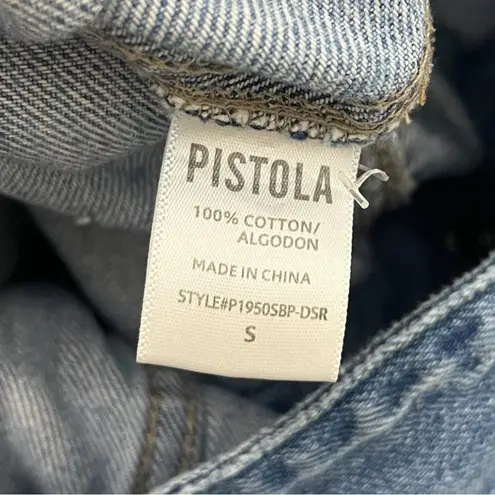 PISTOLA
100% COTTON/
ALGODON
MADE IN CHINA
STYLE#P1950SBP-DSR
S